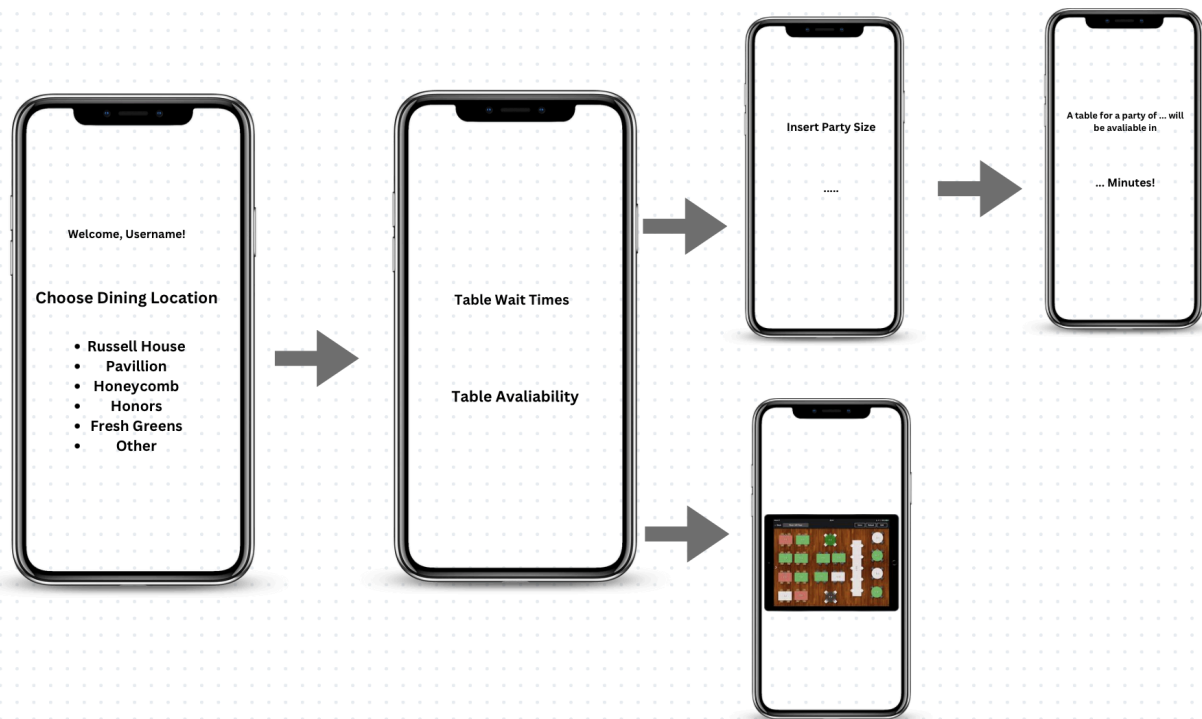 Welcome, Username!
Choose Dining Location
Russell House
Pavillion
Honeycomb
Honors
Fresh Greens
Other
Table Wait Times
Table Avaliability
Insert Party Size
.....
A table for a party of ... will
be avaliable in
... Minutes!